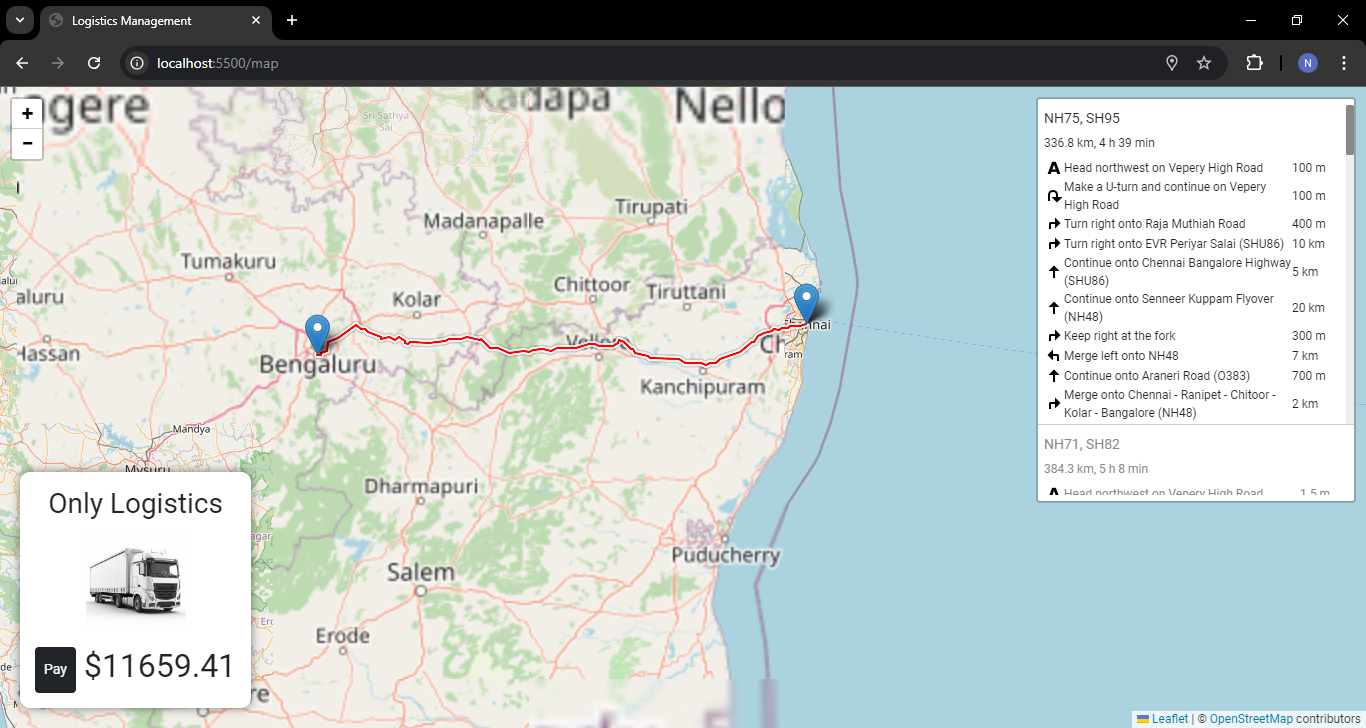 Logistics Management
localhost:5500/map
N
+
−
Kadapa
Nello
agere
Sri Sathya
Sai
Tirupati
Madanapalle
Tumakuru
Chittoor
Tiruttani
Kolar
aluru
Hassan
Bengaluru
Kanchipuram
Mandya
Mysuru
Dharmapuri
Puducherry
Salem
Erode
Only Logistics
Pay
$11659.41
NH75, SH95
336.8 km, 4 h 39 min
Head northwest on Vepery High Road 100 m
Make a U-turn and continue on Vepery
High Road 100 m
Turn right onto Raja Muthiah Road 400 m
Turn right onto EVR Periyar Salai (SHU86) 10 km
Continue onto Chennai Bangalore Highway
(SHU86) 5 km
Continue onto Senneer Kuppam Flyover
(NH48) 20 km
Keep right at the fork 300 m
Merge left onto NH48 7 km
Continue onto Araneri Road (O383) 700 m
Merge onto Chennai - Ranipet - Chitoor -
Kolar - Bangalore (NH48) 2 km
NH71, SH82
384.3 km, 5 h 8 min
Head northwest on Vepery High Road 1.5 m
Leaflet | © OpenStreetMap contributors